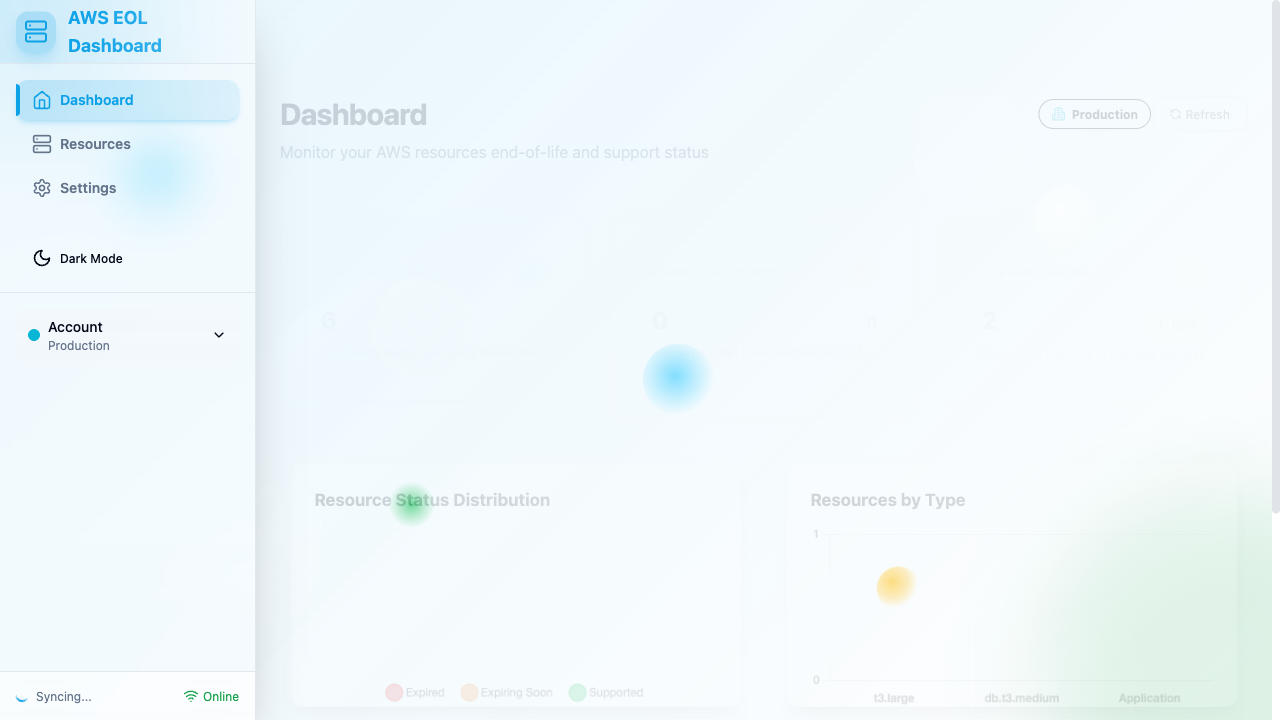 AWS EOL
Dashboard
Dashboard
Resources
Settings
Dark Mode
Account
Production
Syncing...
Online
Dashboard
Monitor your AWS resources end-of-life and support status
Production
Refresh
6
0
2
Resource Status Distribution
Expired
Expiring Soon
Supported
Resources by Type
1
0
t3.large
db.t3.medium
Application